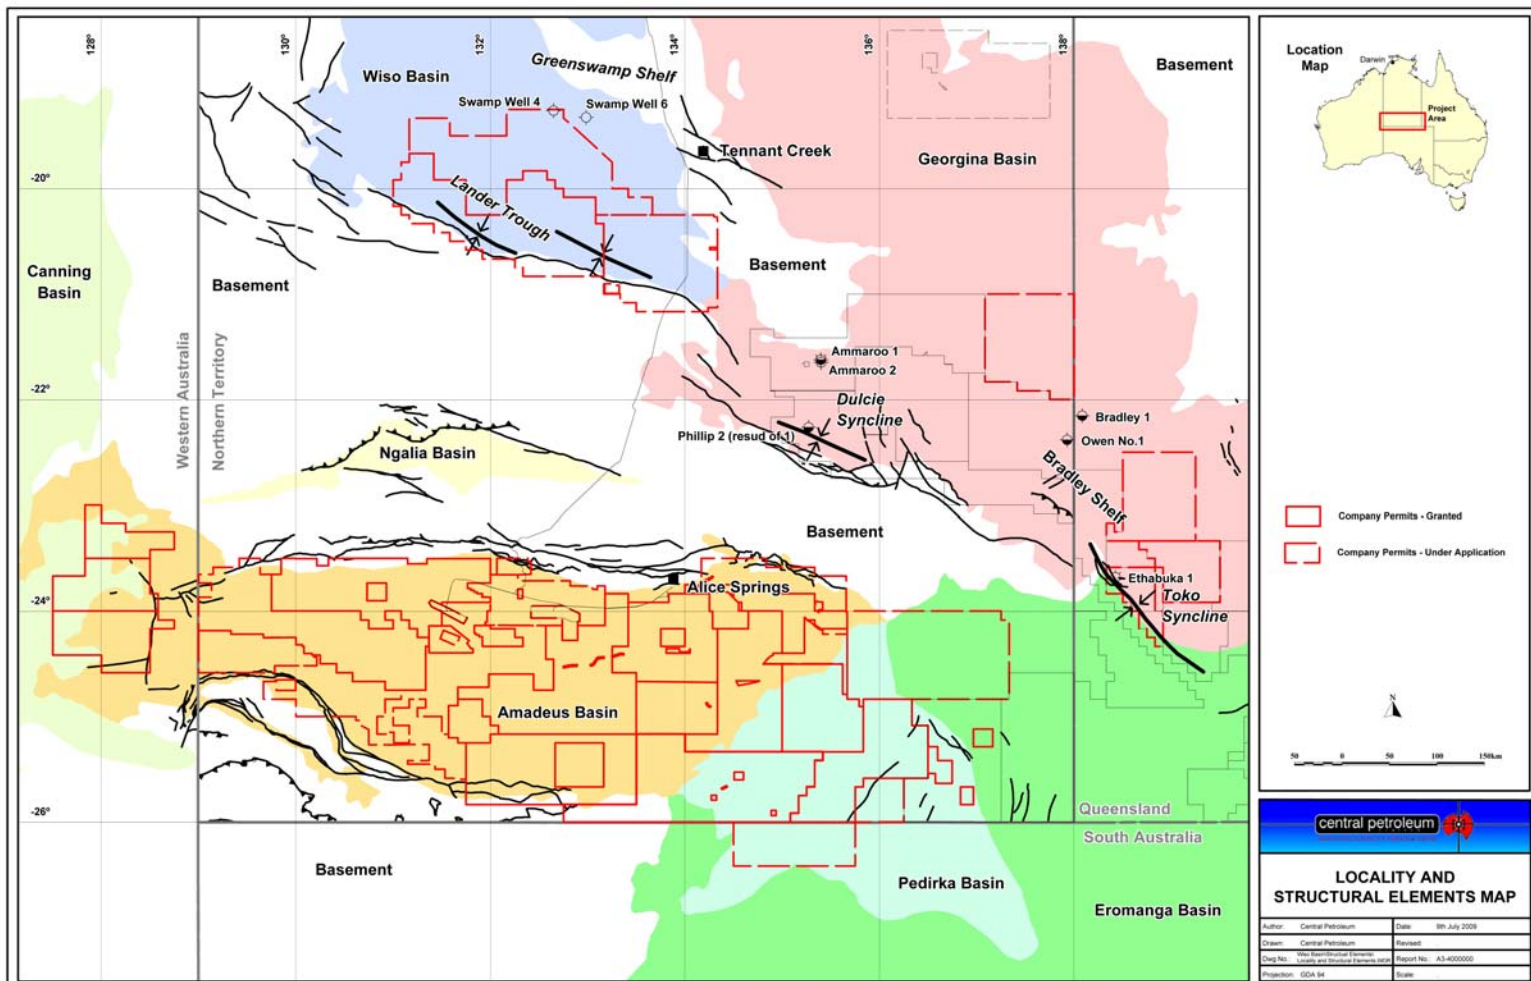 128°
130°
132°
134°
136°
138°
Wiso Basin
Greenswamp Shelf
Basement
Swamp Well 4
Swamp Well 6
Tennant Creek
Georgina Basin
-20°
Lander Trough
Canning
Basin
Basement
Basement
Western Australia
Northern Territory
Ammaroo 1
Ammaroo 2
-22°
Dulcie
Syncline
Bradley 1
Phillip 2 (resud of 1)
Owen No.1
Ngalia Basin
Bradley Shelf
Basement
Ethabuka 1
Alice Springs
Toko
Syncline
-24°
Amadeus Basin
-26°
Queensland
South Australia
Basement
Pedirka Basin
Eromanga Basin
Location
Map
Darwin
Project
Area
Company Permits - Granted
Company Permits - Under Application
N
50 0 50 100 150km
central petroleum
LOCALITY AND
STRUCTURAL ELEMENTS MAP
Author: Central Petroleum Date: 9th July 2009
Drawn: Central Petroleum Revised:
Dwg No.: Report No.: A3-4000000
Projection: GDA 94 Scale: